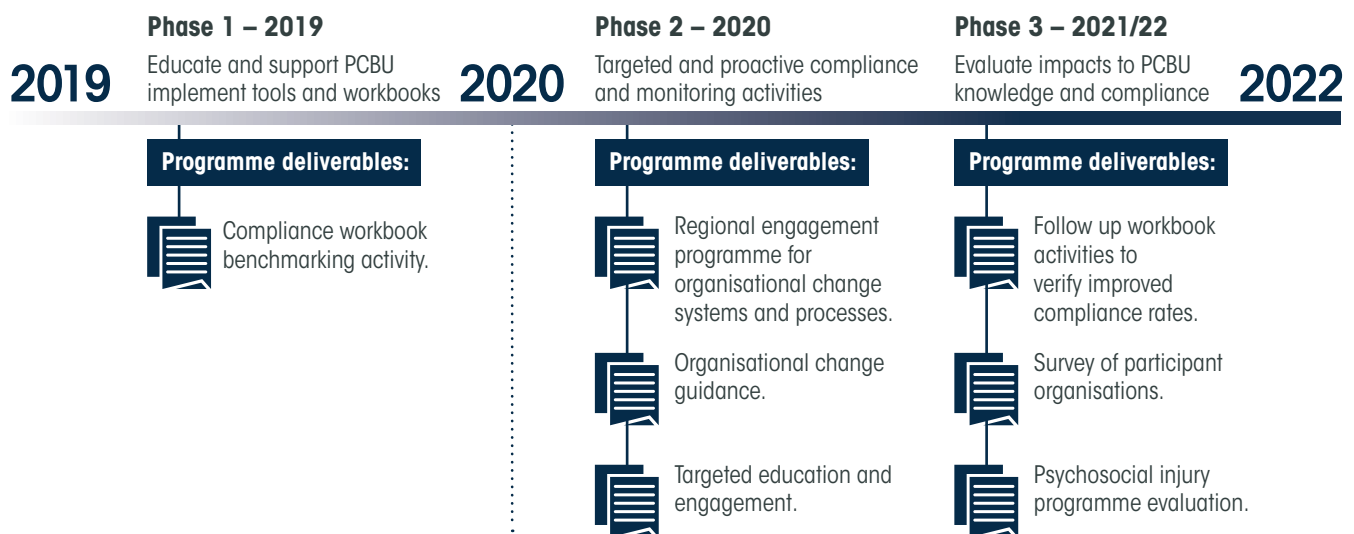 2019
Phase 1 – 2019
Educate and support PCBU
implement tools and workbooks
Programme deliverables:
Compliance workbook
benchmarking activity.
2020
Phase 2 – 2020
Targeted and proactive compliance
and monitoring activities
Programme deliverables:
Regional engagement
programme for
organisational change
systems and processes.
Organisational change
guidance.
Targeted education and
engagement.
Phase 3 – 2021/22
Evaluate impacts to PCBU
knowledge and compliance
Programme deliverables:
Follow up workbook
activities to
verify improved
compliance rates.
Survey of participant
organisations.
Psychosocial injury
programme evaluation.
2022